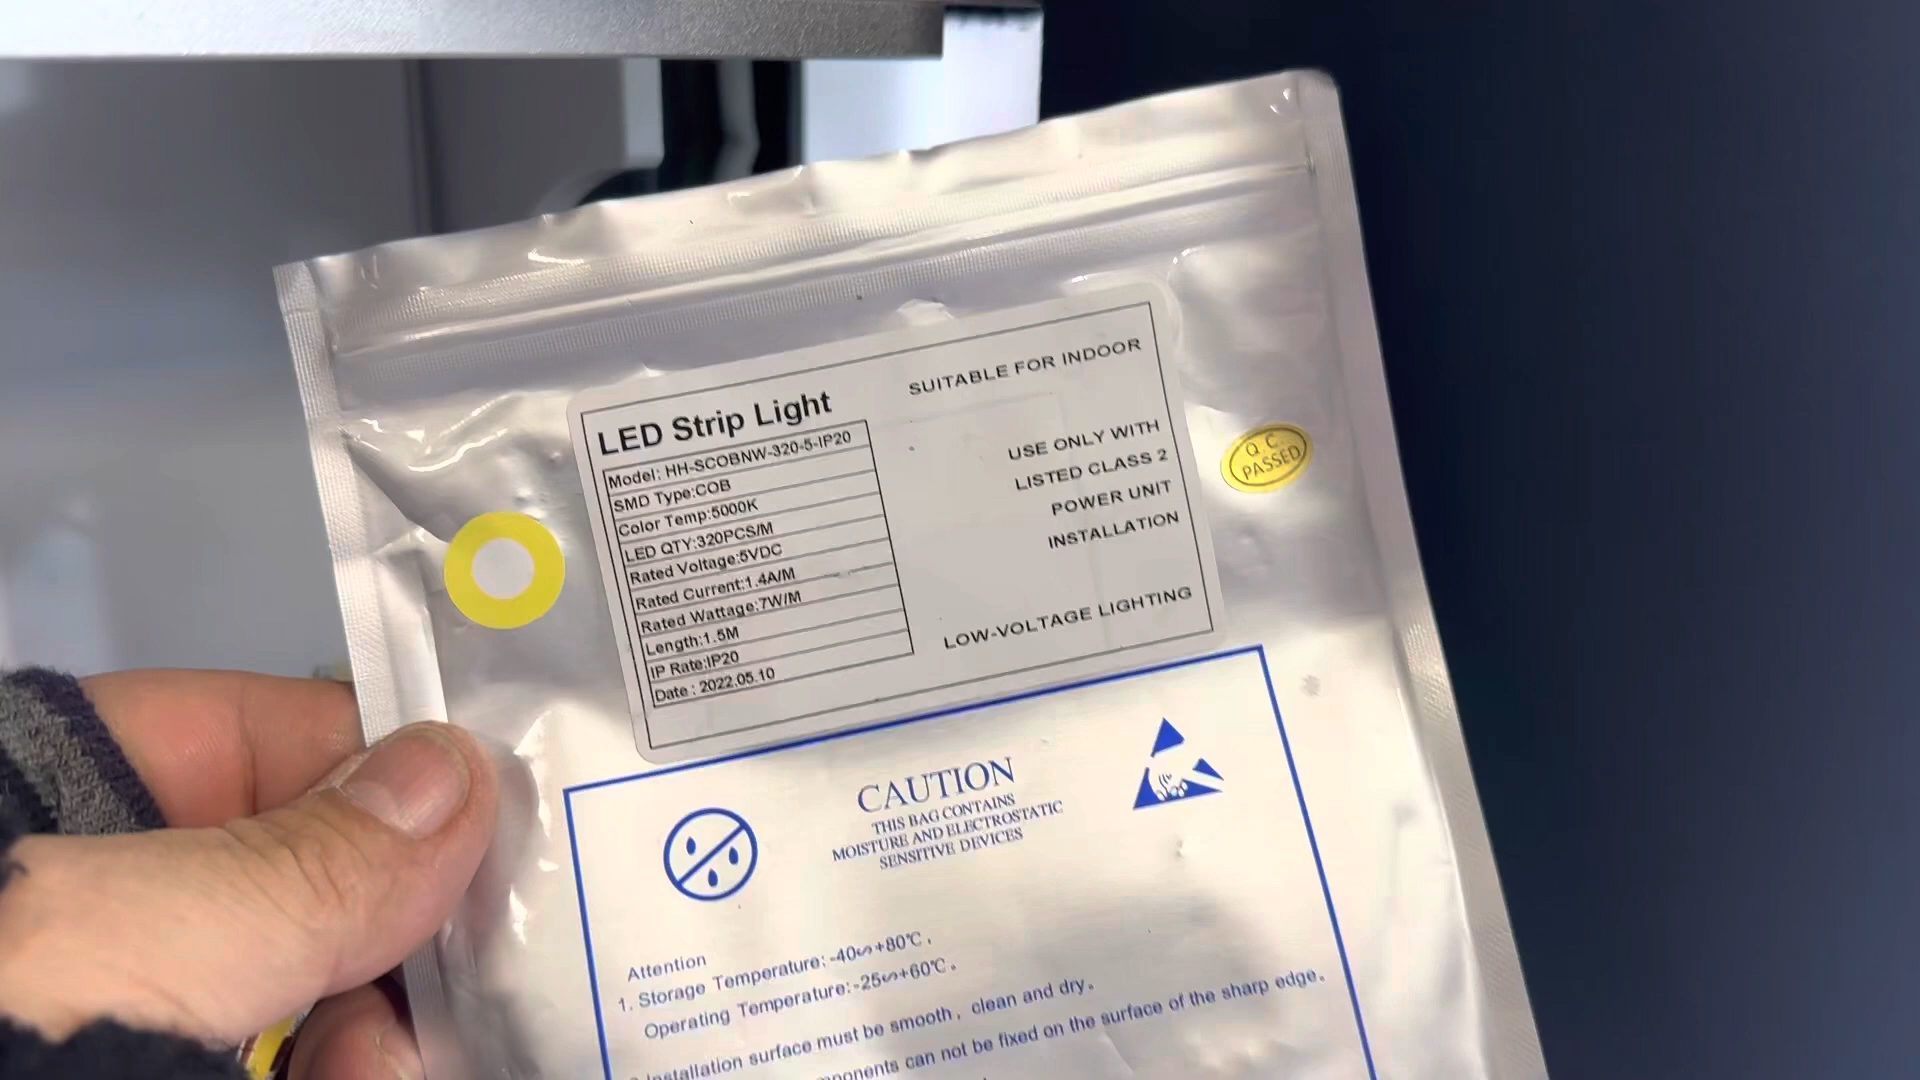 LED Strip Light
Model: HH-SCOBNW-320-5-IP20
SMD Type:COB
Color Temp:5000K
LED QTY:320PCS/M
Rated Voltage:5VDC
Rated Current:1.4A/M
Rated Wattage:7W/M
Length:1.5M
IP Rate:IP20
Date : 2022.05.10
SUITABLE FOR INDOOR
USE ONLY WITH
LISTED CLASS 2
POWER UNIT
INSTALLATION
LOW-VOLTAGE LIGHTING
Q. C.
PASSED
CAUTION
THIS BAG CONTAINS
MOISTURE AND ELECTROSTATIC
SENSITIVE DEVICES
Attention
1. Storage Temperature: -40∽+80℃ ,
Operating Temperature: -25∽+60℃ 。
Installation surface must be smooth , clean and dry。
can not be fixed on the surface of the sharp edge。